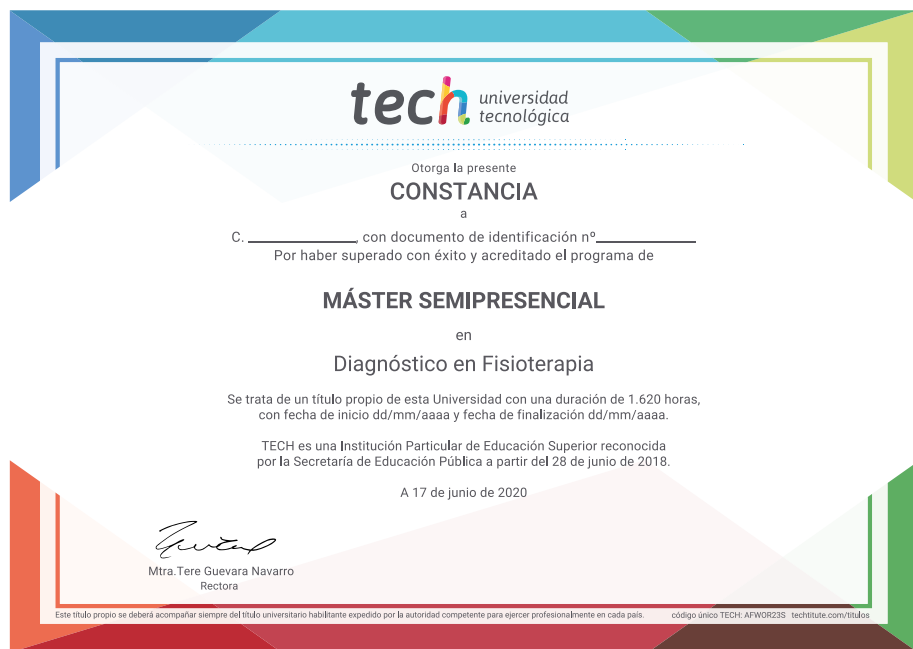 tech universidad
tecnológica
Otorga la presente
CONSTANCIA
a
C. ____________, con documento de identificación nº___________
Por haber superado con éxito y acreditado el programa de
MÁSTER SEMIPRESENCIAL
en
Diagnóstico en Fisioterapia
Se trata de un título propio de esta Universidad con una duración de 1.620 horas,
con fecha de inicio dd/mm/aaaa y fecha de finalización dd/mm/aaaa.
TECH es una Institución Particular de Educación Superior reconocida
por la Secretaría de Educación Pública a partir del 28 de junio de 2018.
A 17 de junio de 2020
Mtra.Tere Guevara Navarro
Rectora
Este título propio se deberá acompañar siempre del título universitario habilitante expedido por la autoridad competente para ejercer profesionalmente en cada país. código único TECH: AFWOR23S techtitute.com/titulos